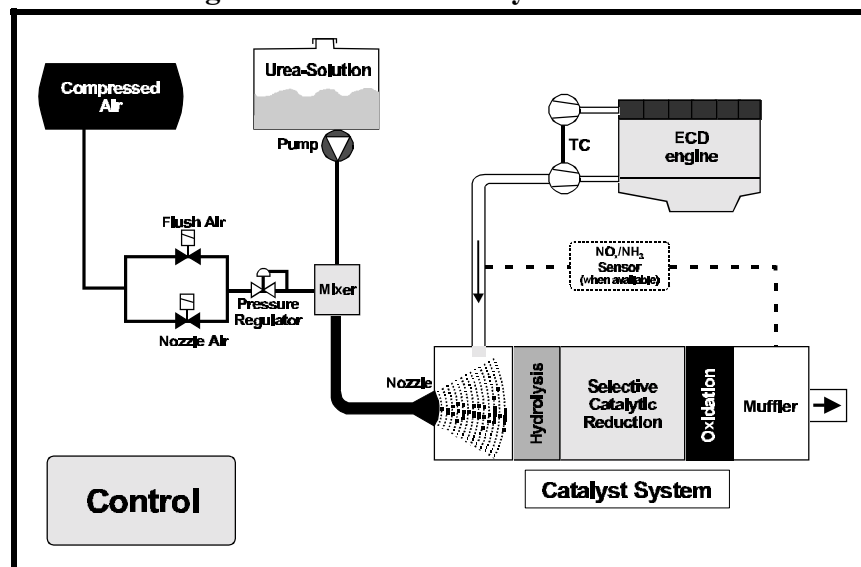 Compressed
Air
Urea-Solution
Pump
TC
ECD
engine
Flush Air
NOx/NH3
Sensor
(when available)
Mixer
Pressure
Regulator
Nozzle Air
Nozzle
Hydrolysis
Selective
Catalytic
Reduction
Oxidation
Muffler
Catalyst System
Control